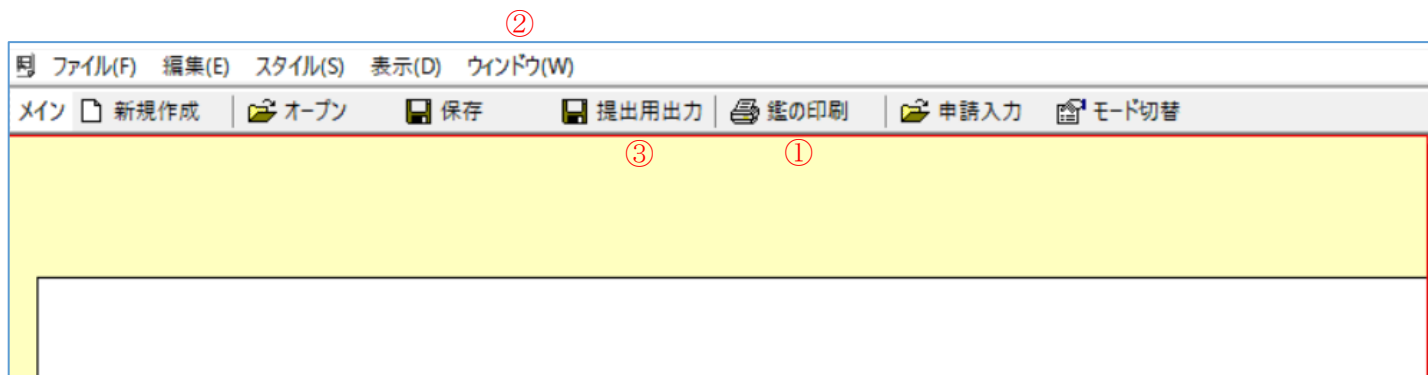 ②
ファイル(F) 編集(E) スタイル(S) 表示(D) ウィンドウ(W)
メイン 新規作成 オープン 保存 提出用出力 鑑の印刷 申請入力 モード切替
③ ①